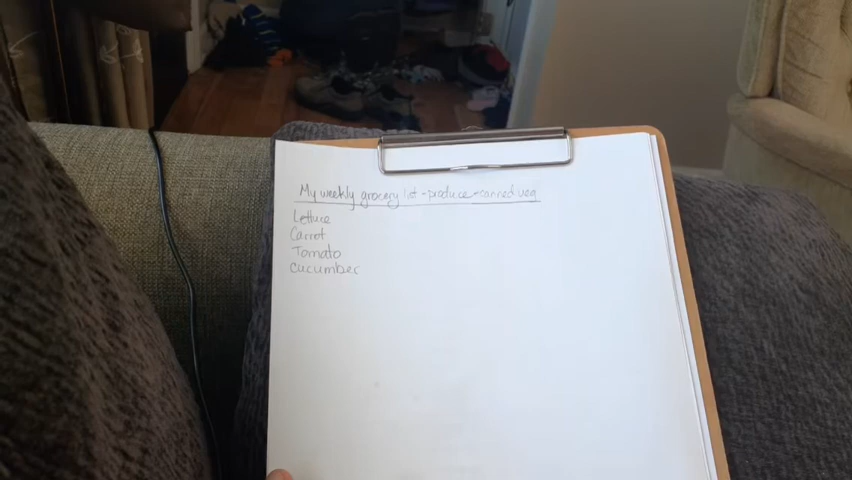 My weekly grocery list - produce - canned veg
Lettuce
Carrot
Tomato
Cucumber